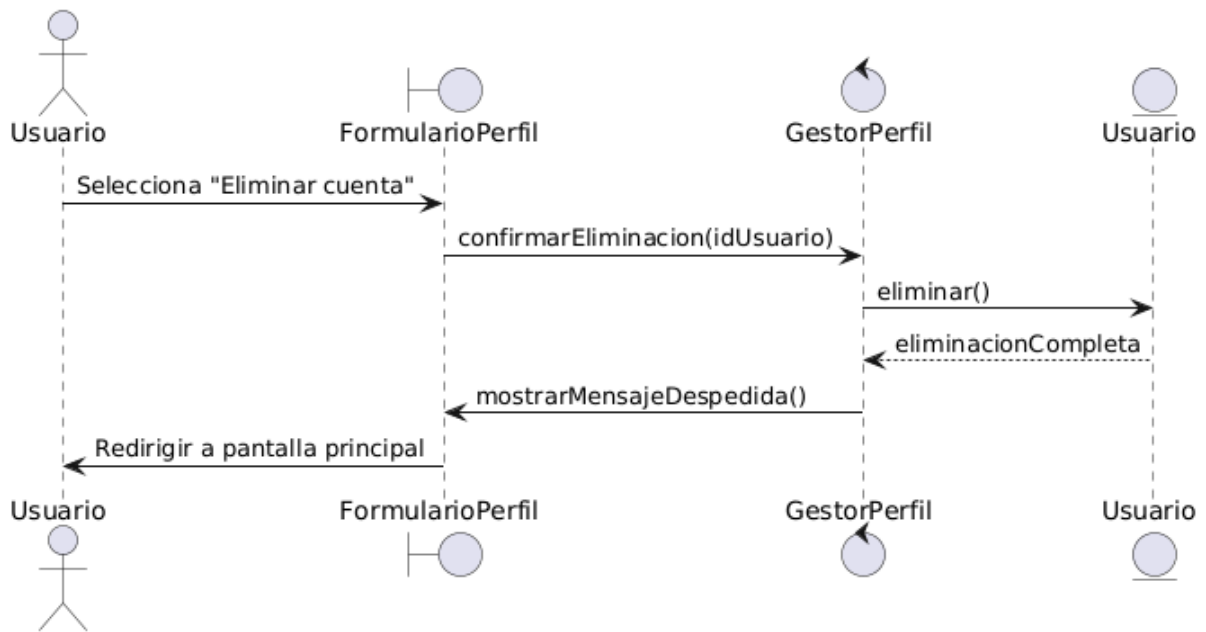 Usuario
FormularioPerfil
GestorPerfil
Usuario
Selecciona "Eliminar cuenta"
confirmarEliminacion(idUsuario)
eliminar()
eliminacionCompleta
mostrarMensajeDespedida()
Redirigir a pantalla principal
Usuario
FormularioPerfil
GestorPerfil
Usuario